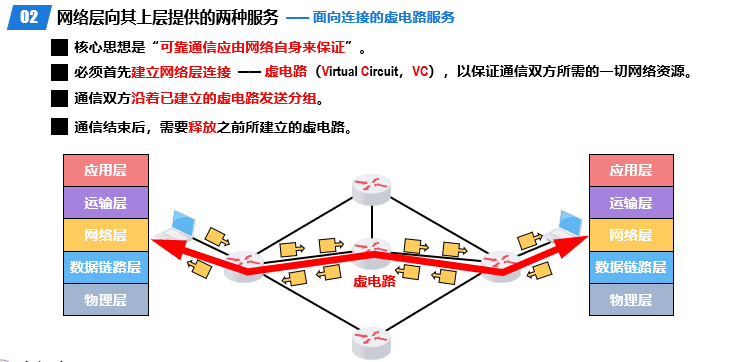 02 网络层向其上层提供的两种服务 —— 面向连接的虚电路服务
核心思想是“可靠通信应由网络自身来保证”。
必须首先建立网络层连接 —— 虚电路（Virtual Circuit，VC），以保证通信双方所需的一切网络资源。
通信双方沿着已建立的虚电路发送分组。
通信结束后，需要释放之前所建立的虚电路。
应用层
运输层
网络层
数据链路层
物理层
虚电路
应用层
运输层
网络层
数据链路层
物理层